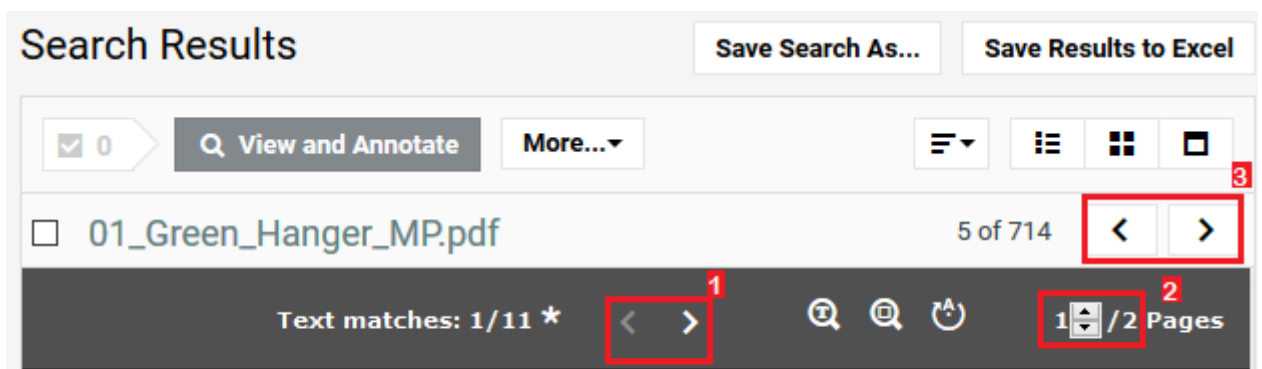 Search Results
Save Search As... Save Results to Excel
0 View and Annotate More...
3
01_Green_Hanger_MP.pdf 5 of 714 < >
1 2
Text matches: 1/11 * < > 1 /2 Pages